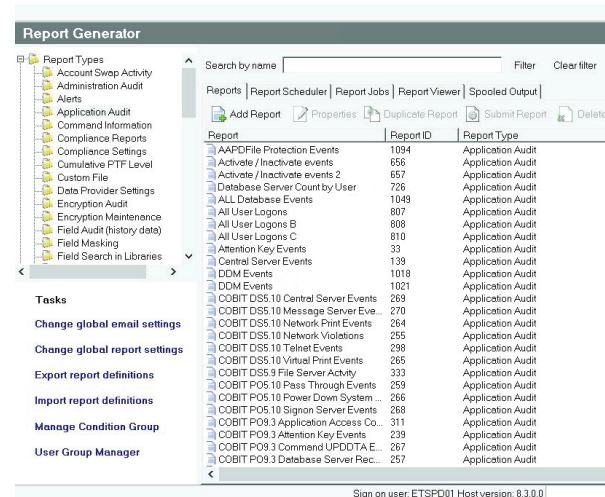 Report Generator
Report Types
Account Swap Activity
Administration Audit
Alerts
Application Audit
Command Information
Compliance Reports
Compliance Settings
Cumulative PTF Level
Custom File
Data Provider Settings
Encryption Audit
Encryption Maintenance
Field Audit (history data)
Field Masking
Field Search in Libraries
Tasks
Change global email settings
Change global report settings
Export report definitions
Import report definitions
Manage Condition Group
User Group Manager
Search by name Filter Clear filter
Reports Report Scheduler Report Jobs Report Viewer Spooled Output
Add Report Properties Duplicate Report Submit Report Delete
Report Report ID Report Type
AAPDFile Protection Events 1094 Application Audit
Activate / Inactivate events 656 Application Audit
Activate / Inactivate events 2 657 Application Audit
Database Server Count by User 726 Application Audit
ALL Database Events 1049 Application Audit
All User Logons 807 Application Audit
All User Logons B 808 Application Audit
All User Logons C 810 Application Audit
Attention Key Events 33 Application Audit
Central Server Events 139 Application Audit
DDM Events 1018 Application Audit
DDM Events 1021 Application Audit
COBIT DS5.10 Central Server Events 269 Application Audit
COBIT DS5.10 Message Server Eve... 270 Application Audit
COBIT DS5.10 Network Print Events 264 Application Audit
COBIT DS5.10 Network Violations 255 Application Audit
COBIT DS5.10 Telnet Events 298 Application Audit
COBIT DS5.10 Virtual Print Events 265 Application Audit
COBIT DS5.9 File Server Actvity 333 Application Audit
COBIT PO5.10 Pass Through Events 259 Application Audit
COBIT PO5.10 Power Down System ... 266 Application Audit
COBIT PO5.10 Signon Server Events 268 Application Audit
COBIT PO9.3 Application Access Co... 311 Application Audit
COBIT PO9.3 Attention Key Events 239 Application Audit
COBIT PO9.3 Command UPDDTA E... 267 Application Audit
COBIT PO9.3 Database Server Rec... 257 Application Audit
Sign on user: ETSPD01 Host version: 8.3.0.0